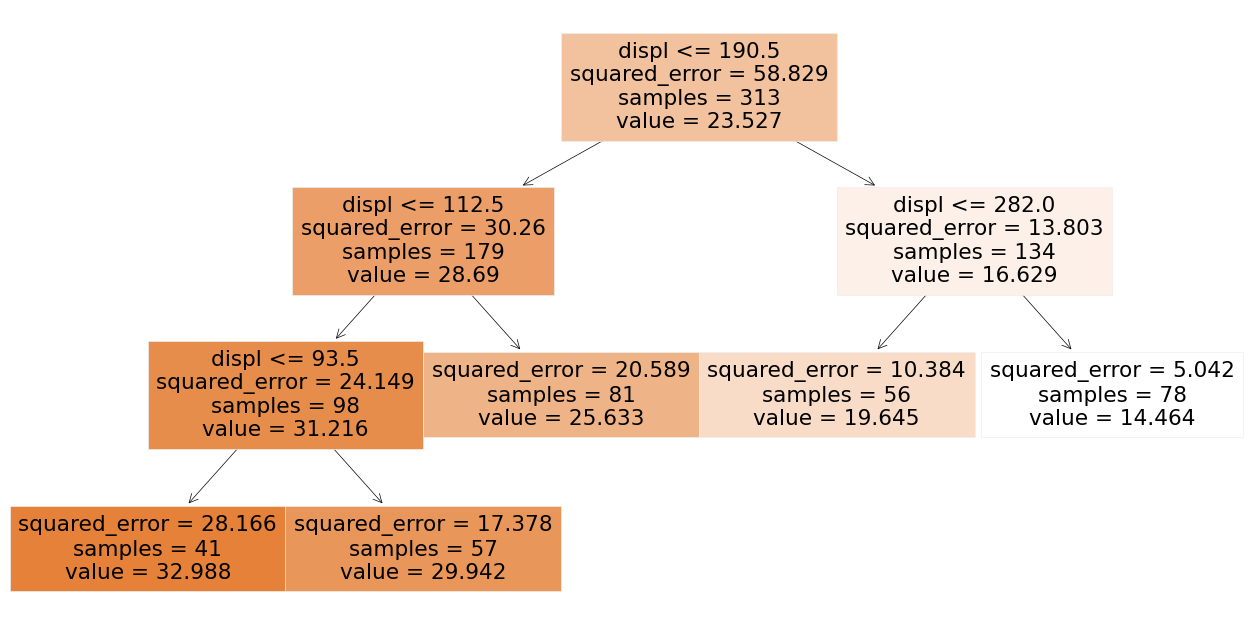 displ <= 190.5
squared_error = 58.829
samples = 313
value = 23.527
displ <= 112.5
squared_error = 30.26
samples = 179
value = 28.69
displ <= 282.0
squared_error = 13.803
samples = 134
value = 16.629
displ <= 93.5
squared_error = 24.149
samples = 98
value = 31.216
squared_error = 20.589
samples = 81
value = 25.633
squared_error = 10.384
samples = 56
value = 19.645
squared_error = 5.042
samples = 78
value = 14.464
squared_error = 28.166
samples = 41
value = 32.988
squared_error = 17.378
samples = 57
value = 29.942